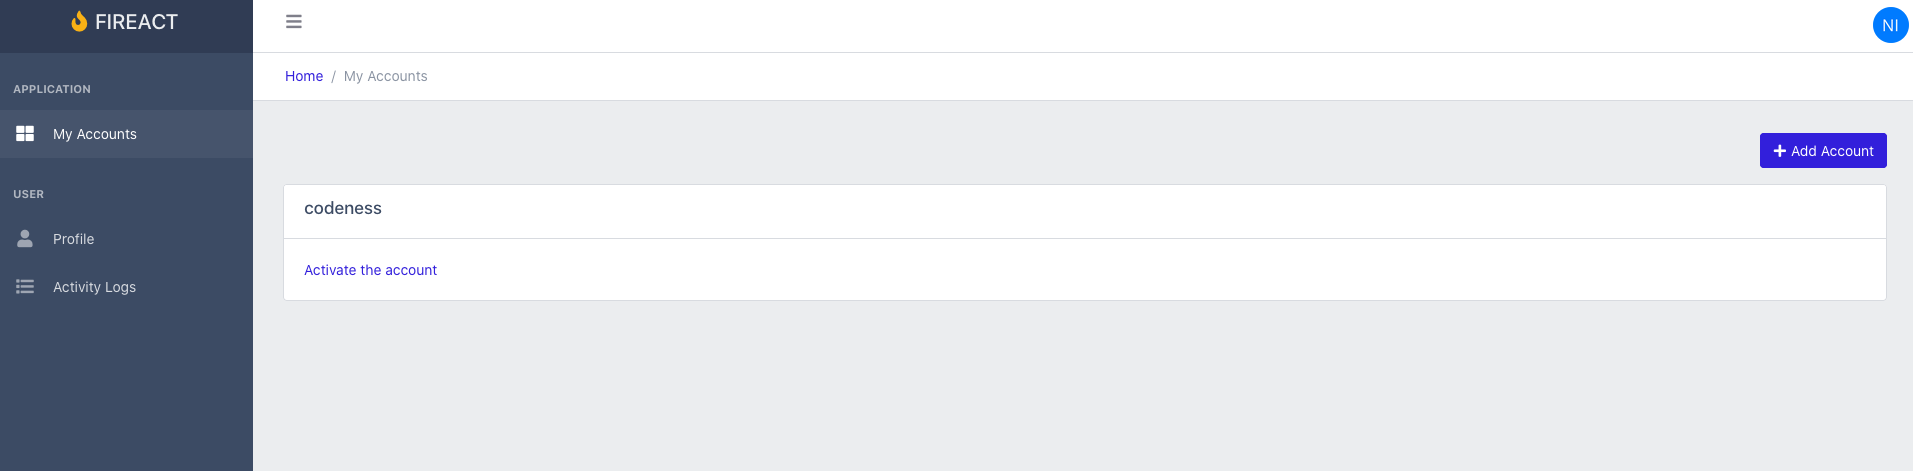 FIREACT
NI
Home / My Accounts
APPLICATION
My Accounts
USER
Profile
Activity Logs
Add Account
codeness
Activate the account